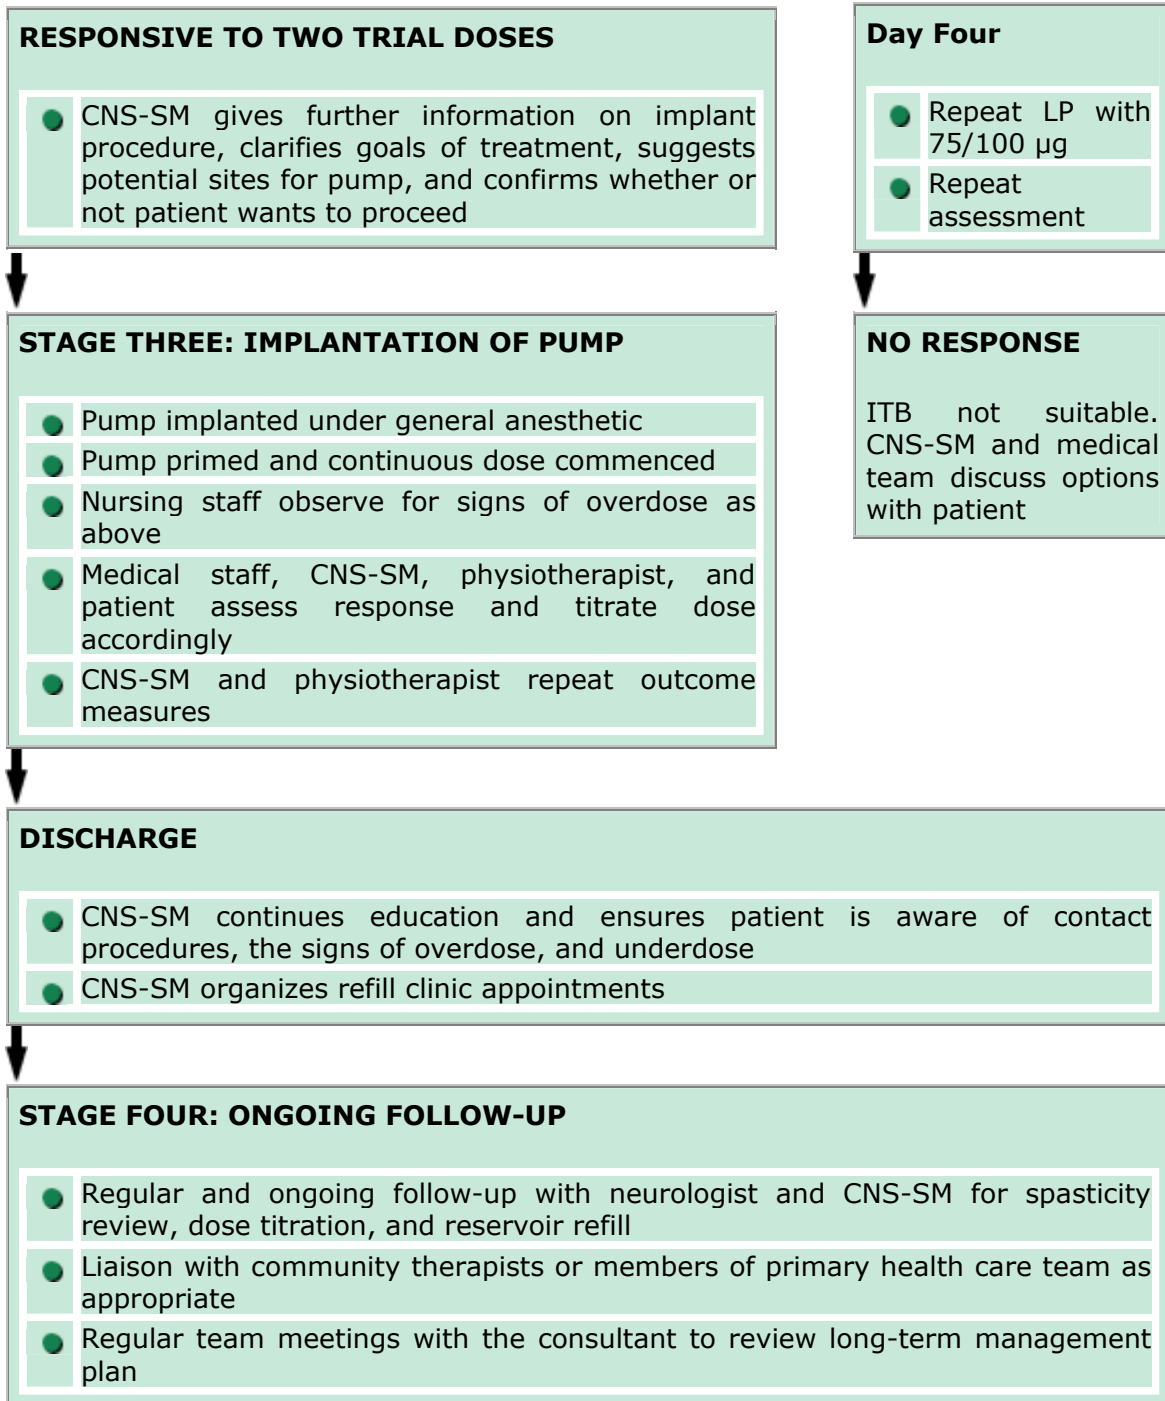 RESPONSIVE TO TWO TRIAL DOSES
CNS-SM gives further information on implant
procedure, clarifies goals of treatment, suggests
potential sites for pump, and confirms whether or
not patient wants to proceed
Day Four
Repeat LP with
75/100 µg
Repeat
assessment
STAGE THREE: IMPLANTATION OF PUMP
Pump implanted under general anesthetic
Pump primed and continuous dose commenced
Nursing staff observe for signs of overdose as
above
Medical staff, CNS-SM, physiotherapist, and
patient assess response and titrate dose
accordingly
CNS-SM and physiotherapist repeat outcome
measures
NO RESPONSE
ITB not suitable.
CNS-SM and medical
team discuss options
with patient
DISCHARGE
CNS-SM continues education and ensures patient is aware of contact
procedures, the signs of overdose, and underdose
CNS-SM organizes refill clinic appointments
STAGE FOUR: ONGOING FOLLOW-UP
Regular and ongoing follow-up with neurologist and CNS-SM for spasticity
review, dose titration, and reservoir refill
Liaison with community therapists or members of primary health care team as
appropriate
Regular team meetings with the consultant to review long-term management
plan